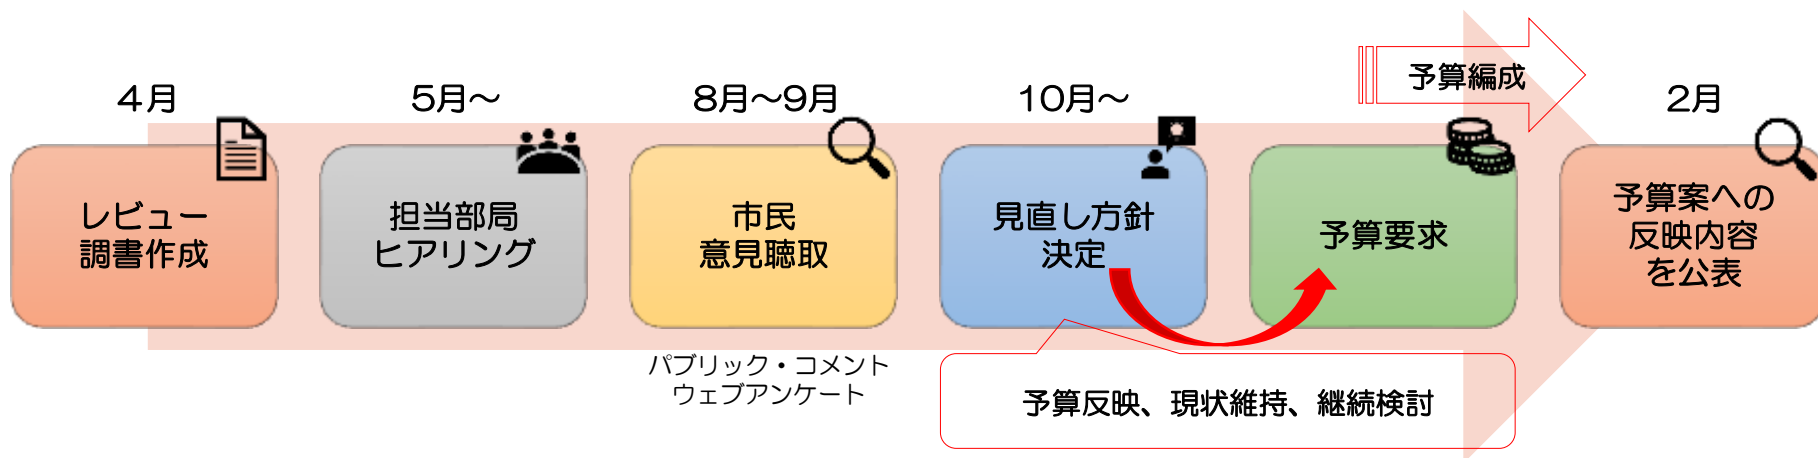 4月
5月～
8月～9月
10月～
予算編成
2月
レビュー
調書作成
担当部局
ヒアリング
市民
意見聴取
見直し方針
決定
予算要求
予算案への
反映内容
を公表
パブリック・コメント
ウェブアンケート
予算反映、現状維持、継続検討